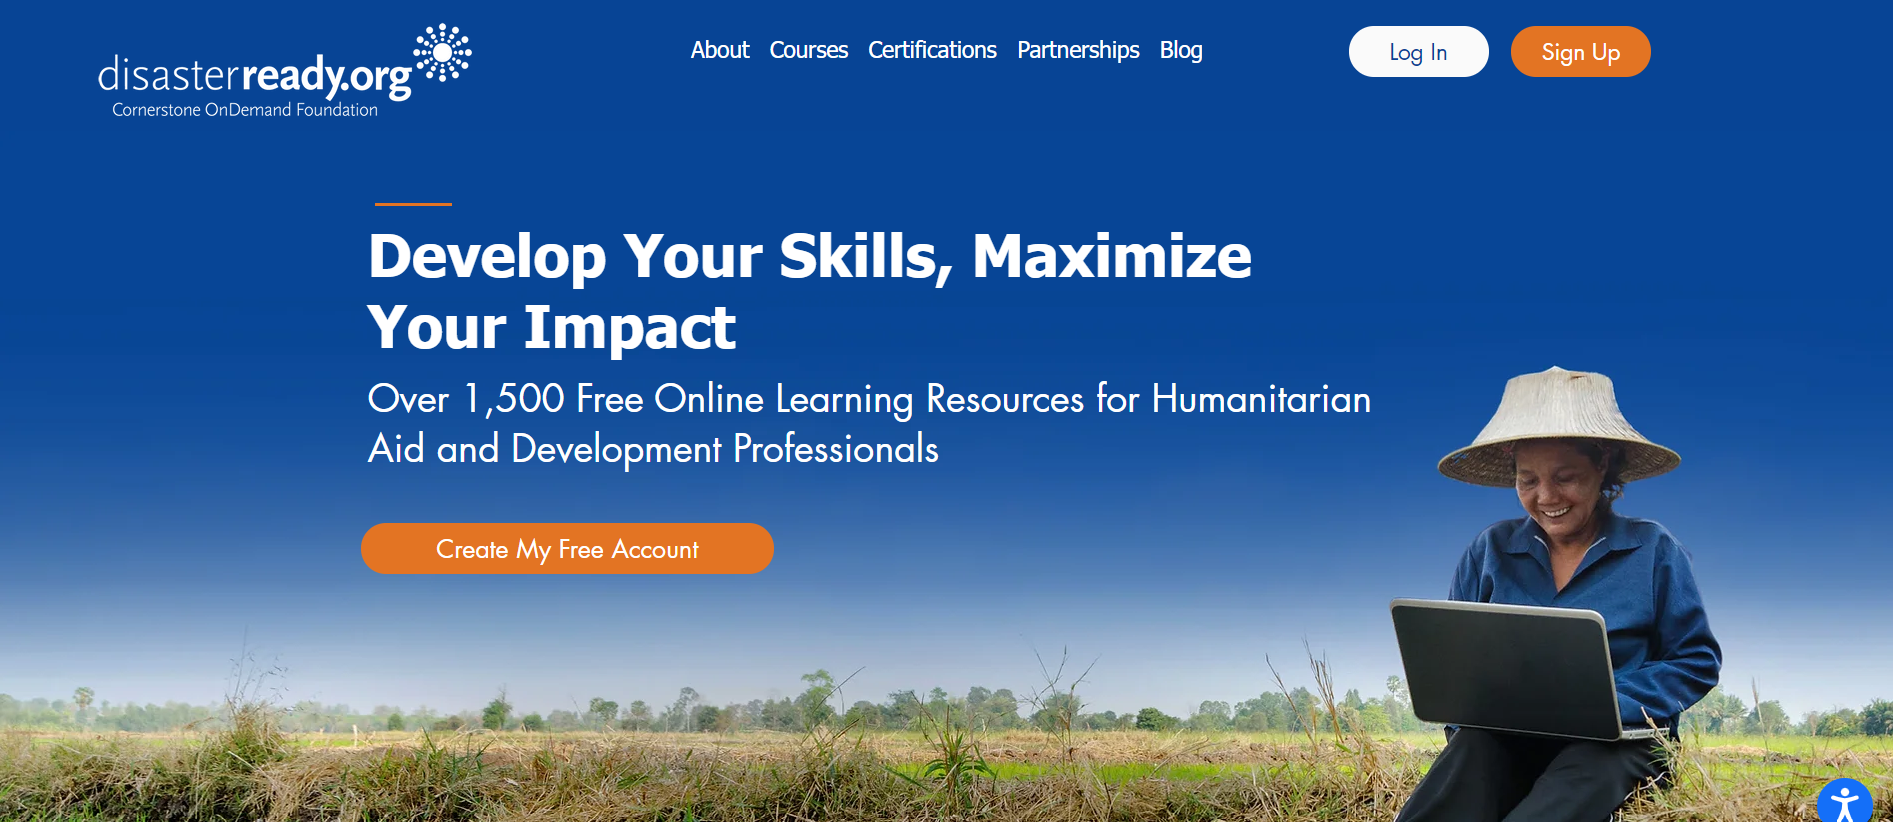 disasterready.org
Cornerstone OnDemand Foundation
About Courses Certifications Partnerships Blog
Log In
Sign Up
Develop Your Skills, Maximize
Your Impact
Over 1,500 Free Online Learning Resources for Humanitarian
Aid and Development Professionals
Create My Free Account